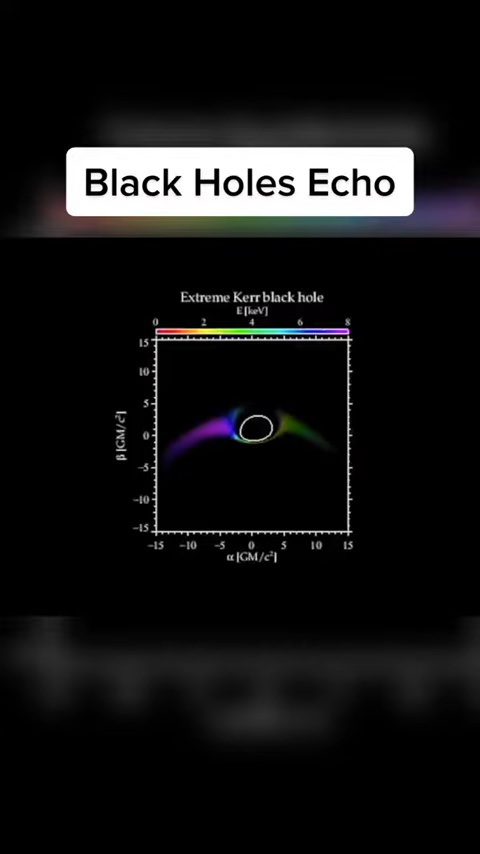 Black Holes Echo
Extreme Kerr black hole
E [keV]
0 2 4 6 8
15
10
5
0
−5
−10
−15
β [GM/c²]
−15 −10 −5 0 5 10 15
α [GM/c²]